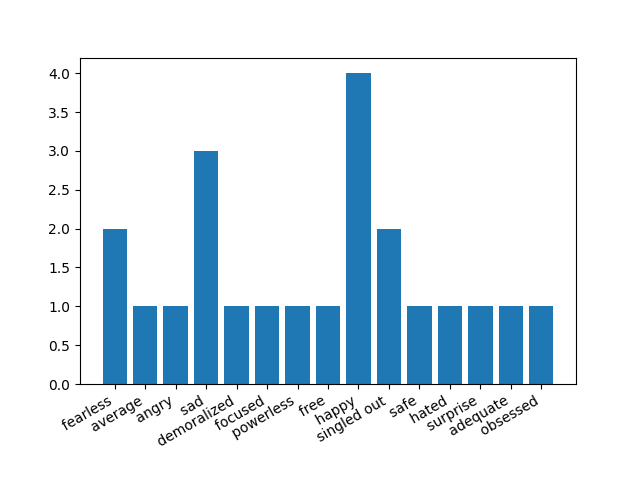 4.0
3.5
3.0
2.5
2.0
1.5
1.0
0.5
0.0
fearless
average
angry
sad
demoralized
focused
powerless
free
happy
singled out
safe
hated
surprise
adequate
obsessed